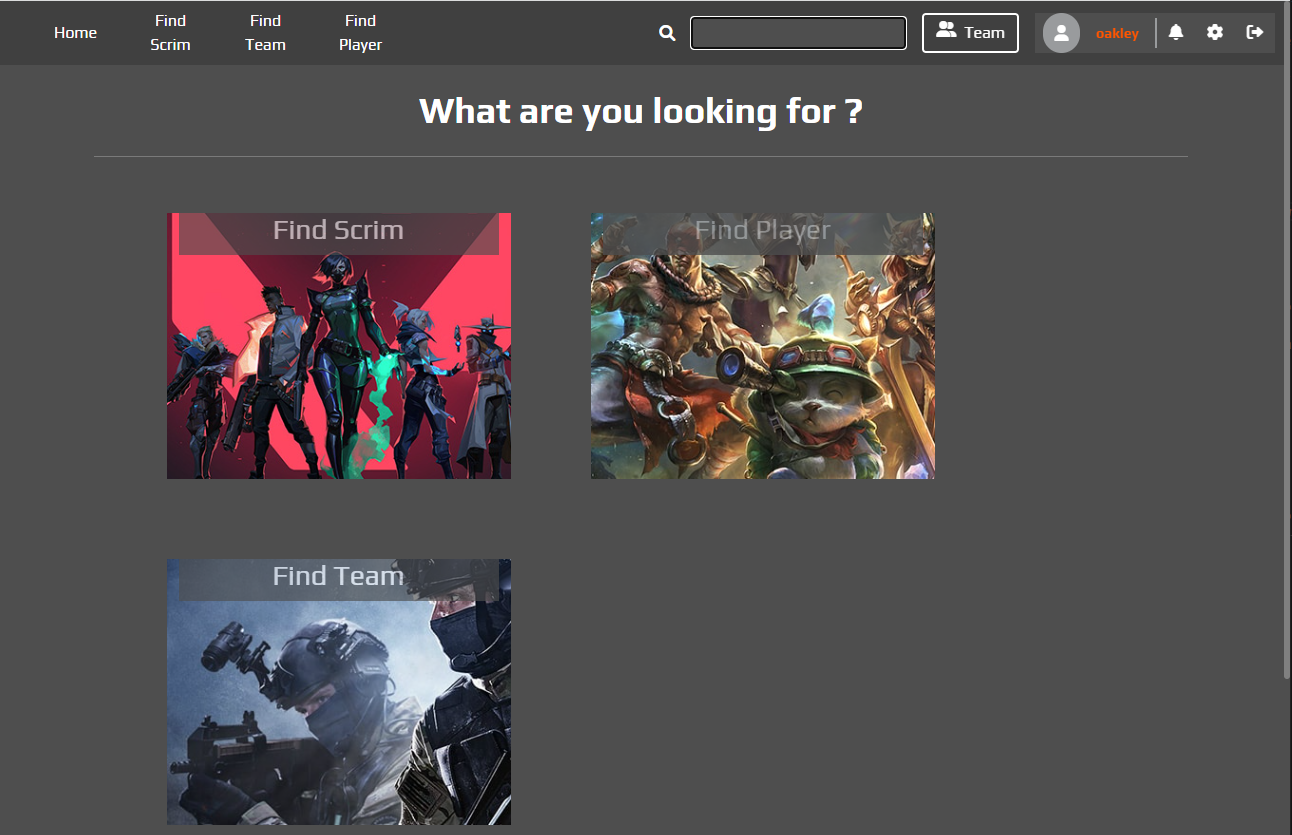 Home
Find
Scrim
Find
Team
Find
Player
Team
oakley
What are you looking for ?
Find Scrim
Find Player
Find Team